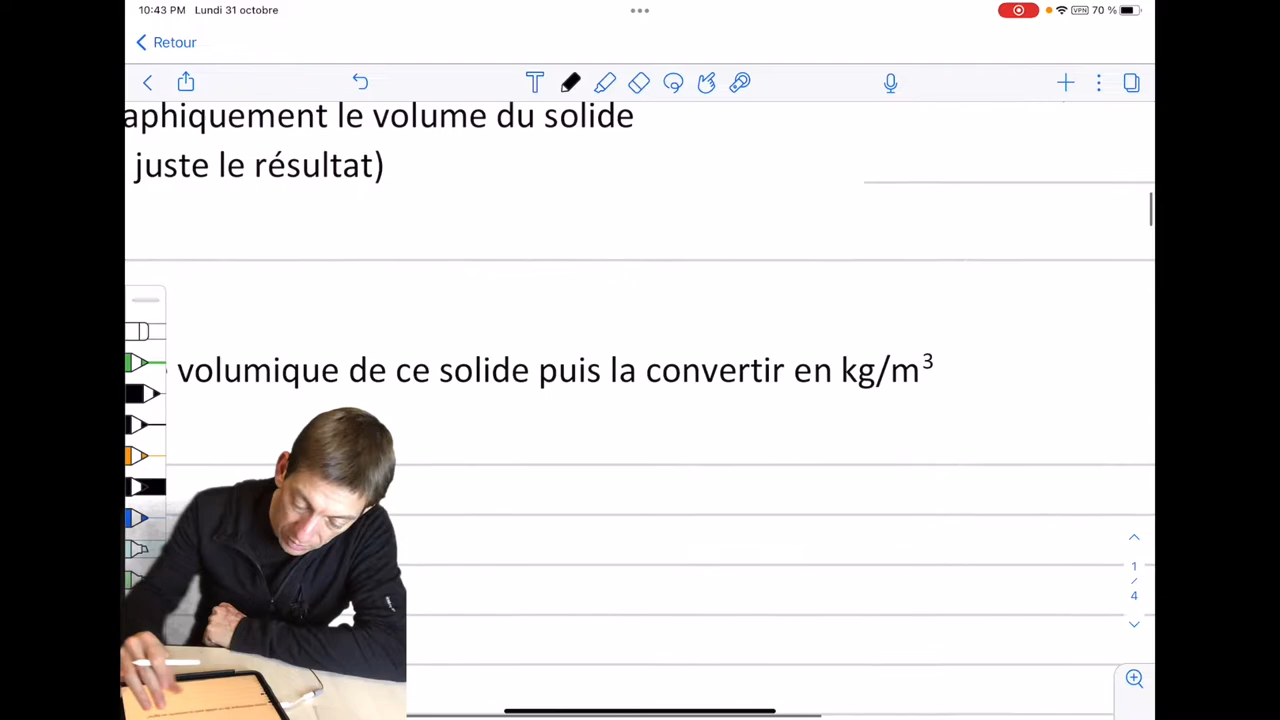 10:43 PM Lundi 31 octobre
VPN 70 %
Retour
aphiquement le volume du solide
juste le résultat)
volumique de ce solide puis la convertir en kg/m³
1
/
4